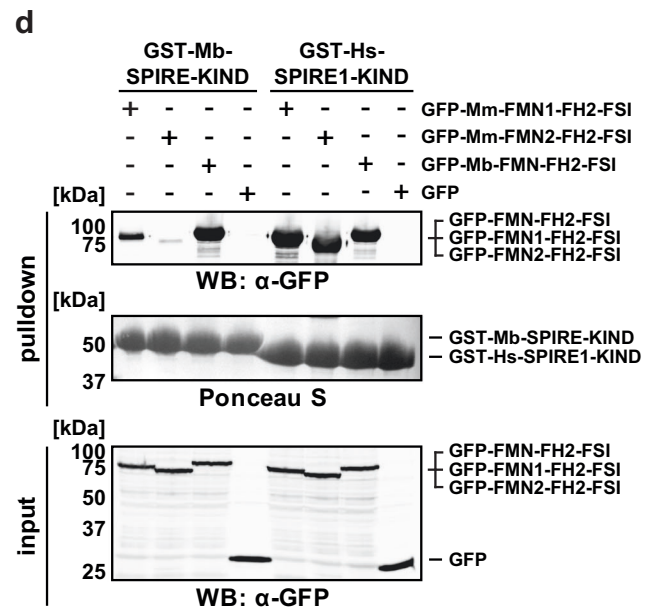 d
GST-Mb-
SPIRE-KIND
GST-Hs-
SPIRE1-KIND
+ - - - + - - - GFP-Mm-FMN1-FH2-FSI
- + - - - + - - GFP-Mm-FMN2-FH2-FSI
- - + - - - + - GFP-Mb-FMN-FH2-FSI
[kDa] - - - + - - - + GFP
100
75
GFP-FMN-FH2-FSI
GFP-FMN1-FH2-FSI
GFP-FMN2-FH2-FSI
WB: α-GFP
pulldown
[kDa]
50
37
GST-Mb-SPIRE-KIND
GST-Hs-SPIRE1-KIND
Ponceau S
[kDa]
100
75
50
37
25
GFP-FMN-FH2-FSI
GFP-FMN1-FH2-FSI
GFP-FMN2-FH2-FSI
GFP
input
WB: α-GFP